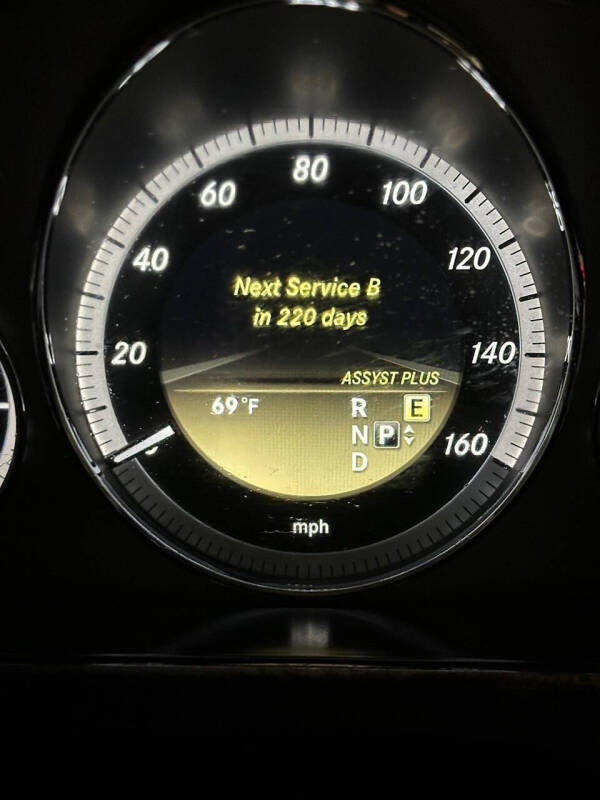 80
60 100
40 120
Next Service B
in 220 days
20 140
ASSYST PLUS
69°F R E
N P 160
D
mph